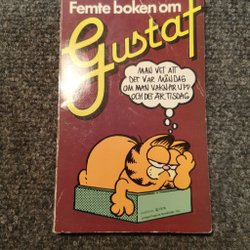 Femte boken om
Gustaf
MAN VET ATT
DET VAR MÅNDAG
OM MAN VAKNAR UPP
OCH DET ÄR TISDAG